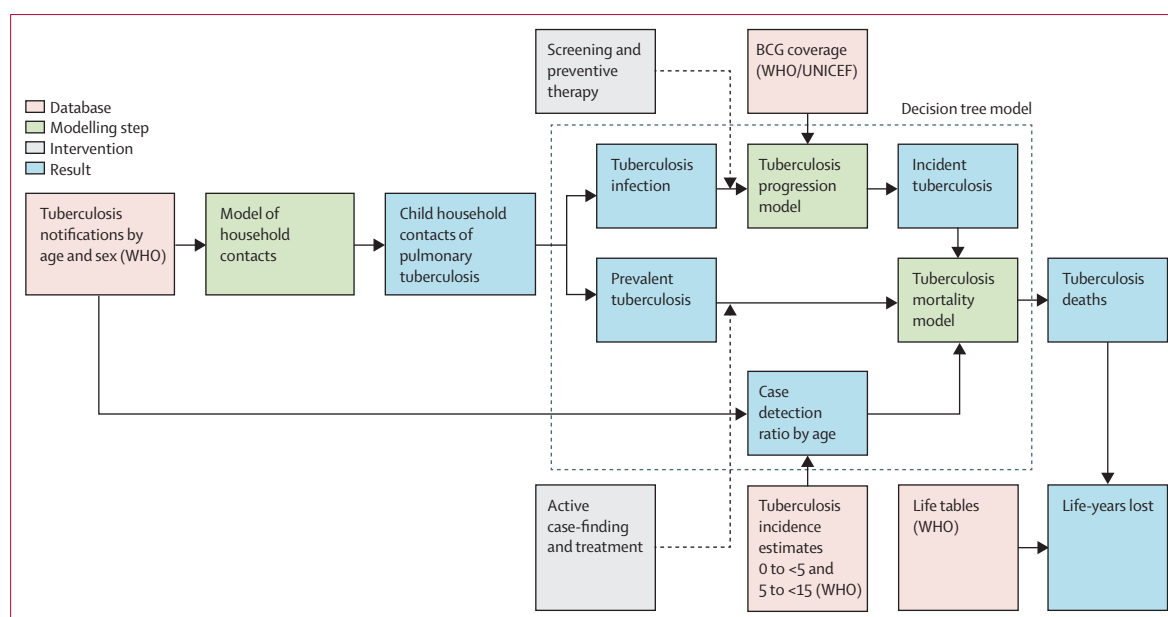 Screening and
preventive
therapy
BCG coverage
(WHO/UNICEF)
Database
Modelling step
Intervention
Result
Decision tree model
Tuberculosis
notifications by
age and sex (WHO)
Model of
household
contacts
Child household
contacts of
pulmonary
tuberculosis
Tuberculosis
infection
Tuberculosis
progression
model
Incident
tuberculosis
Prevalent
tuberculosis
Tuberculosis
mortality
model
Tuberculosis
deaths
Case
detection
ratio by age
Active
case-finding
and treatment
Tuberculosis
incidence
estimates
0 to <5 and
5 to <15 (WHO)
Life tables
(WHO)
Life-years lost